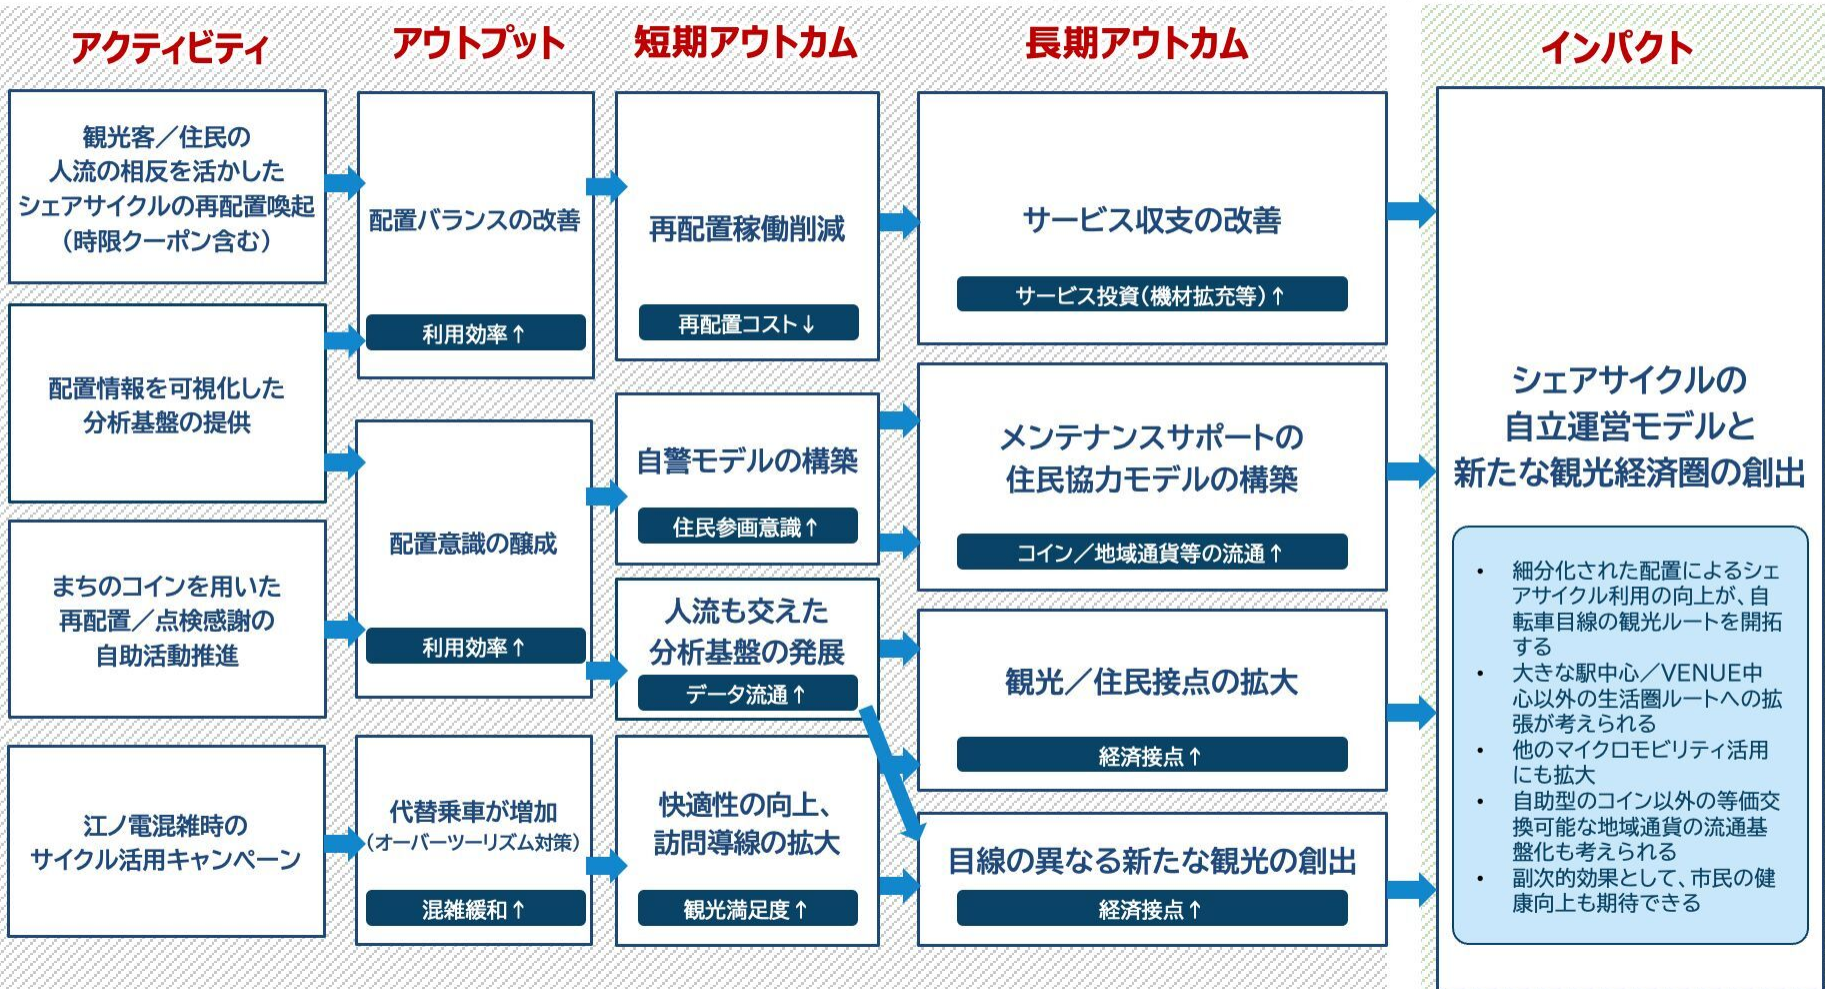 アクティビティ
アウトプット
短期アウトカム
長期アウトカム
インパクト
観光客／住民の
人流の相反を活かした
シェアサイクルの再配置喚起
（時限クーポン含む）
配置情報を可視化した
分析基盤の提供
まちのコインを用いた
再配置／点検感謝の
自助活動推進
江ノ電混雑時の
サイクル活用キャンペーン
配置バランスの改善
利用効率↑
配置意識の醸成
利用効率↑
代替乗車が増加
（オーバーツーリズム対策）
混雑緩和↑
再配置稼働削減
再配置コスト↓
自警モデルの構築
住民参画意識↑
人流も交えた
分析基盤の発展
データ流通↑
快適性の向上、
訪問導線の拡大
観光満足度↑
サービス収支の改善
サービス投資（機材拡充等）↑
メンテナンスサポートの
住民協力モデルの構築
コイン／地域通貨等の流通↑
観光／住民接点の拡大
経済接点↑
目線の異なる新たな観光の創出
経済接点↑
シェアサイクルの
自立運営モデルと
新たな観光経済圏の創出
• 細分化された配置によるシェ
アサイクル利用の向上が、自
転車目線の観光ルートを開拓
する
• 大きな駅中心／VENUE中
心以外の生活圏ルートへの拡
張が考えられる
• 他のマイクロモビリティ活用
にも拡大
• 自助型のコイン以外の等価交
換可能な地域通貨の流通基
盤化も考えられる
• 副次的効果として、市民の健
康向上も期待できる